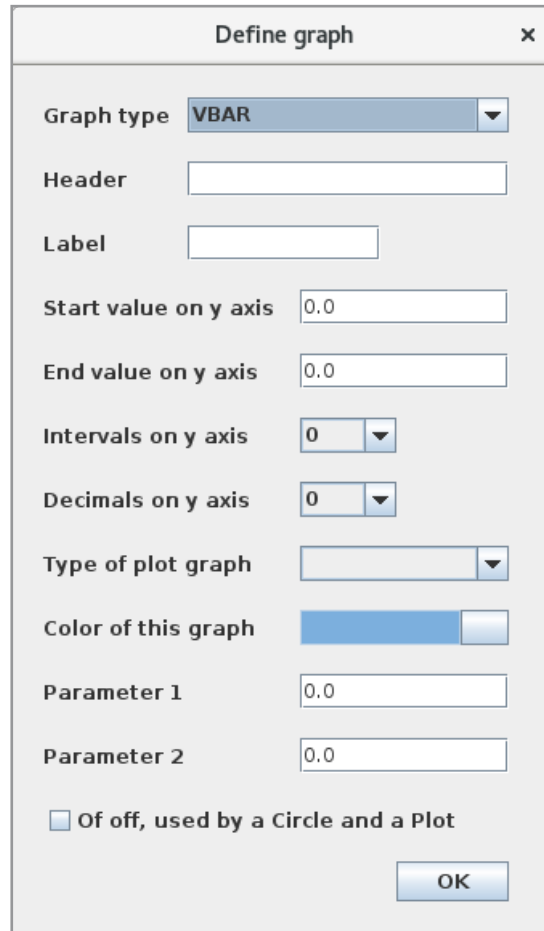 Define graph ×
Graph type VBAR
Header
Label
Start value on y axis 0.0
End value on y axis 0.0
Intervals on y axis 0
Decimals on y axis 0
Type of plot graph
Color of this graph
Parameter 1 0.0
Parameter 2 0.0
Of off, used by a Circle and a Plot
OK